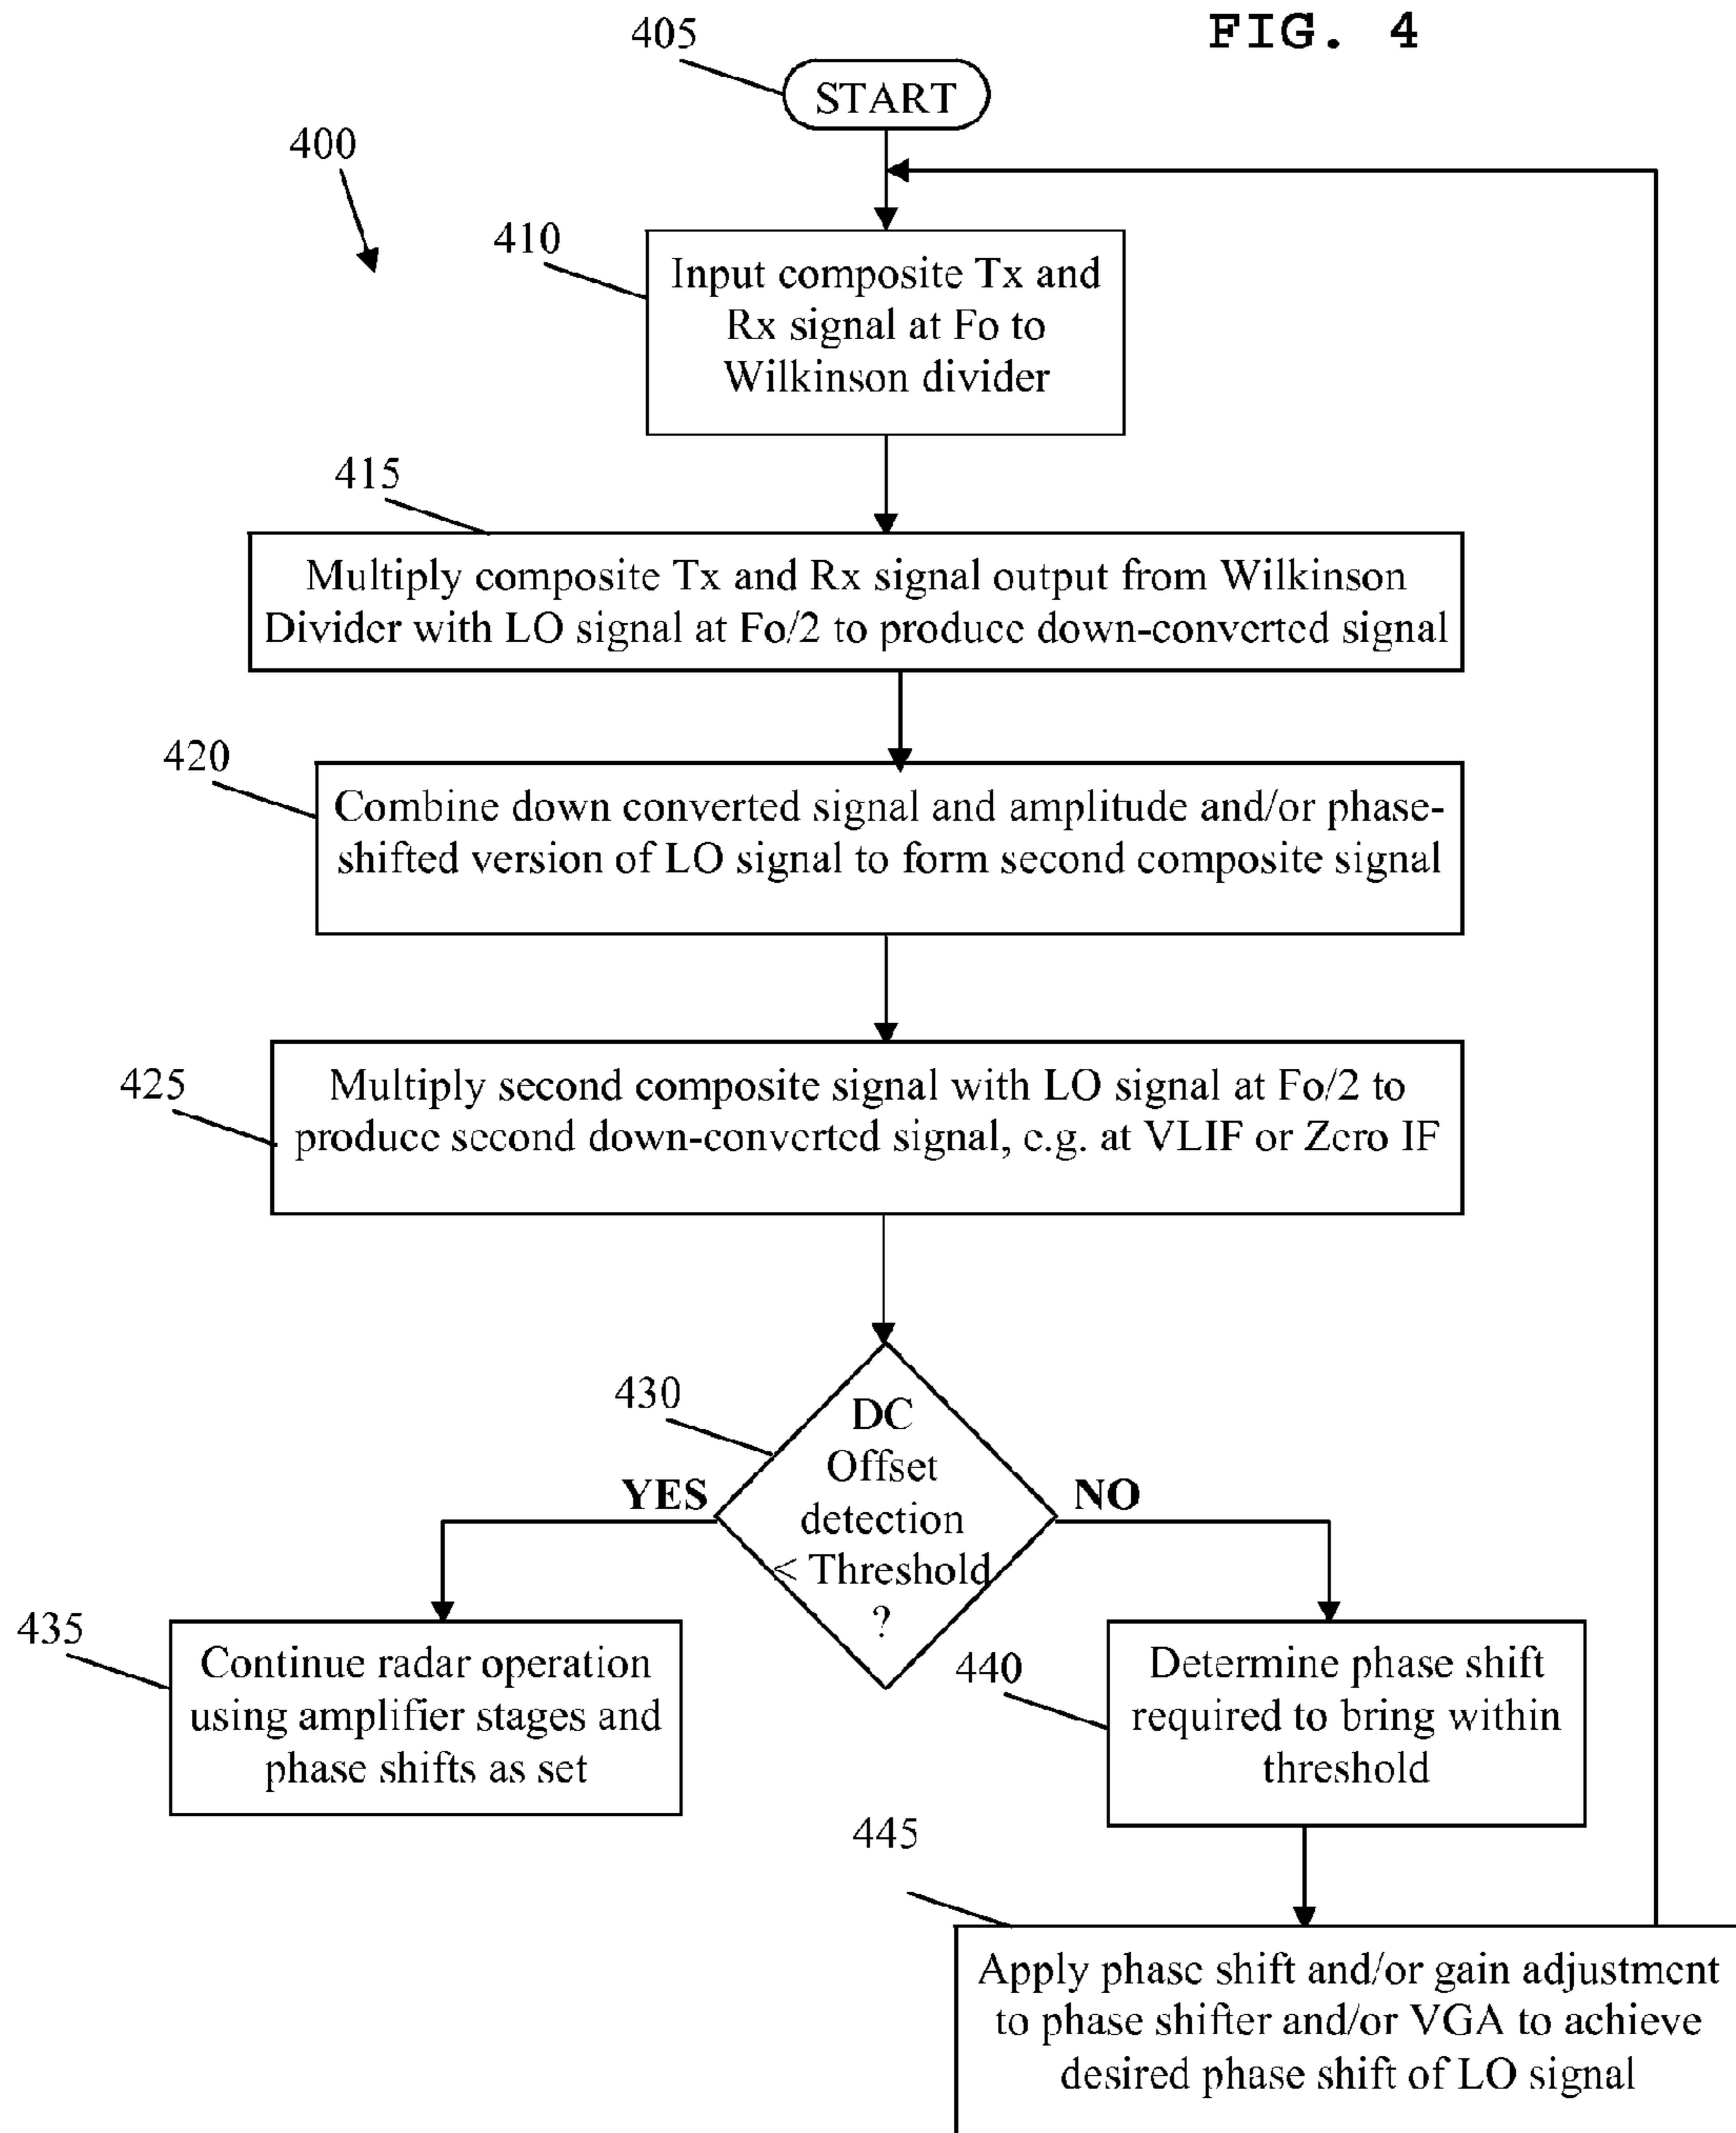 FIG. 4
405
START
400
410
Input composite Tx and
Rx signal at Fo to
Wilkinson divider
415
Multiply composite Tx and Rx signal output from Wilkinson
Divider with LO signal at Fo/2 to produce down-converted signal
420
Combine down converted signal and amplitude and/or phase-
shifted version of LO signal to form second composite signal
425
Multiply second composite signal with LO signal at Fo/2 to
produce second down-converted signal, e.g. at VLIF or Zero IF
430
DC
Offset
detection
< Threshold
?
YES
NO
435
Continue radar operation
using amplifier stages and
phase shifts as set
440
Determine phase shift
required to bring within
threshold
445
Apply phase shift and/or gain adjustment
to phase shifter and/or VGA to achieve
desired phase shift of LO signal